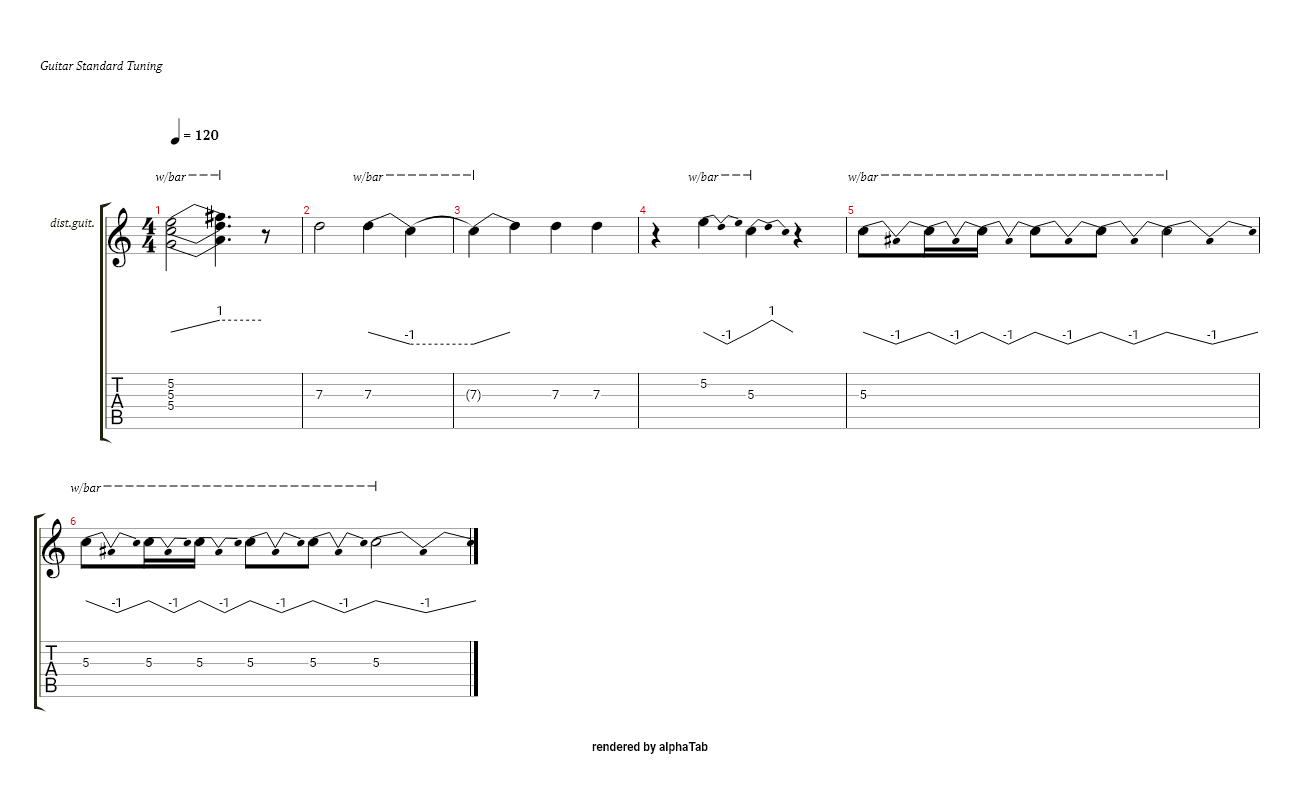 Guitar Standard Tuning
= 120
w/bar w/bar w/bar w/bar
dist.guit. 1 2 3 4 5
4
4
1 -1 -1 1 -1 -1 -1 -1 -1 -1
T
A
B
5 5
5 7 7 (7) 7 7 5 5
5
w/bar
6
-1 -1 -1 -1 -1 -1
T
A
B
5 5 5 5 5 5
rendered by alphaTab